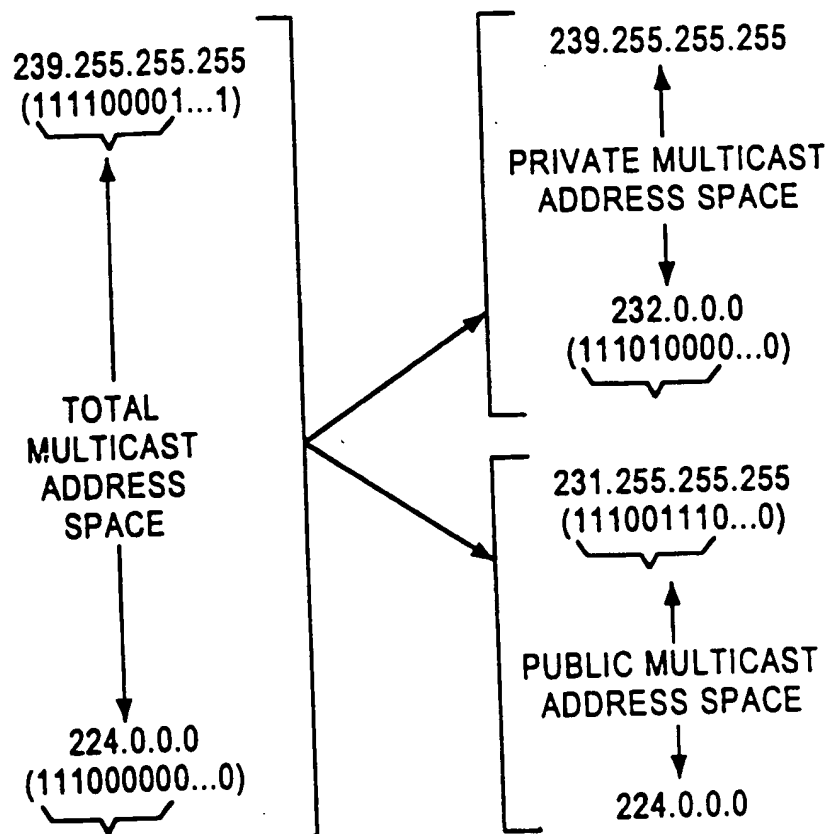 239.255.255.255
(111100001...1)
TOTAL
MULTICAST
ADDRESS
SPACE
224.0.0.0
(111000000...0)
239.255.255.255
PRIVATE MULTICAST
ADDRESS SPACE
232.0.0.0
(111010000...0)
231.255.255.255
(111001110...0)
PUBLIC MULTICAST
ADDRESS SPACE
224.0.0.0